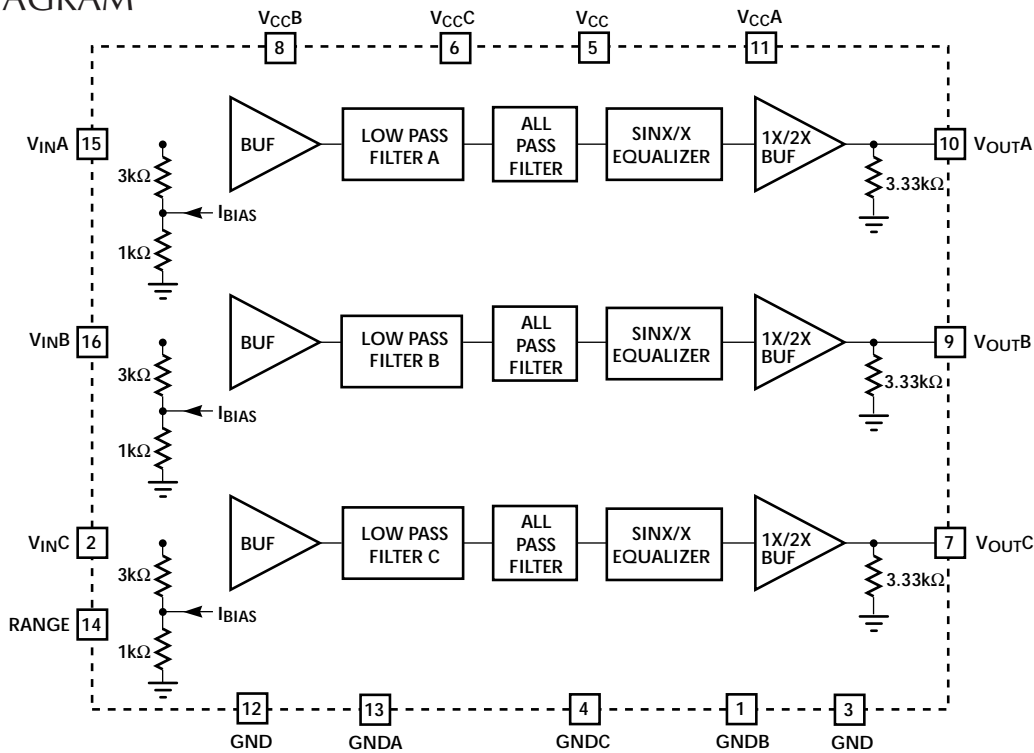 AGRAM
VCCB
VCCC
VCC
VCCA
8
6
5
11
VINA
15
3kΩ
IBIAS
1kΩ
BUF
LOW PASS
FILTER A
ALL
PASS
FILTER
SINX/X
EQUALIZER
1X/2X
BUF
3.33kΩ
10
VOUTA
VINB
16
3kΩ
IBIAS
1kΩ
BUF
LOW PASS
FILTER B
ALL
PASS
FILTER
SINX/X
EQUALIZER
1X/2X
BUF
3.33kΩ
9
VOUTB
VINC
2
3kΩ
IBIAS
1kΩ
BUF
LOW PASS
FILTER C
ALL
PASS
FILTER
SINX/X
EQUALIZER
1X/2X
BUF
3.33kΩ
7
VOUTC
RANGE
14
12
13
4
1
3
GND
GNDA
GNDC
GNDB
GND